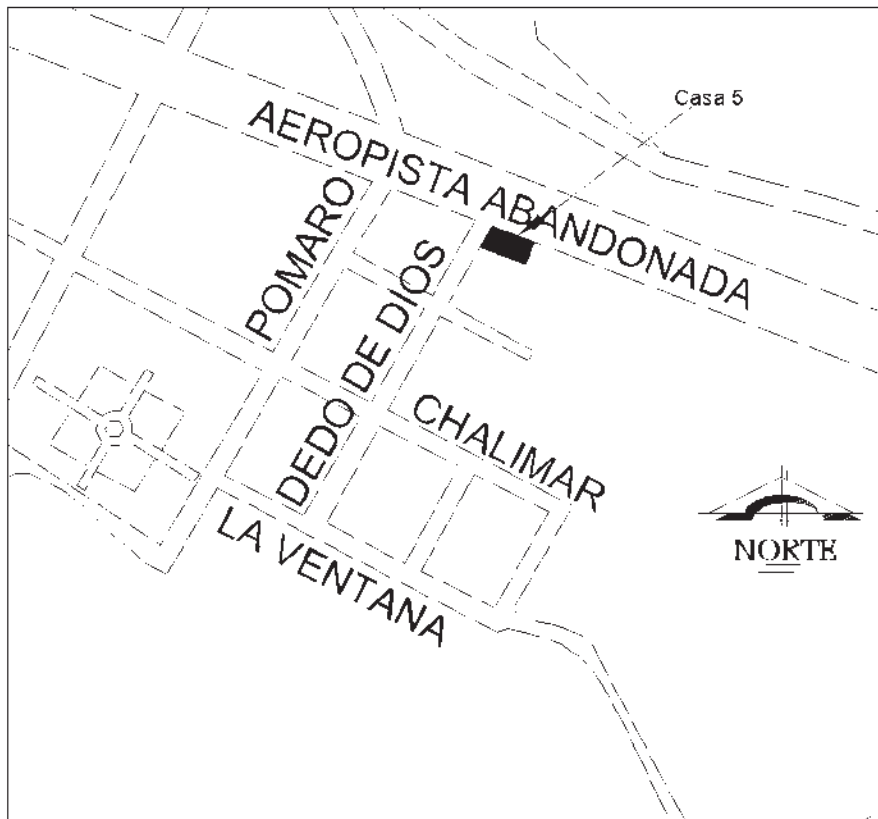 Casa 5
AEROPISTA ABANDONADA
POMARO
DEDO DE DIOS
CHALIMAR
LA VENTANA
NORTE